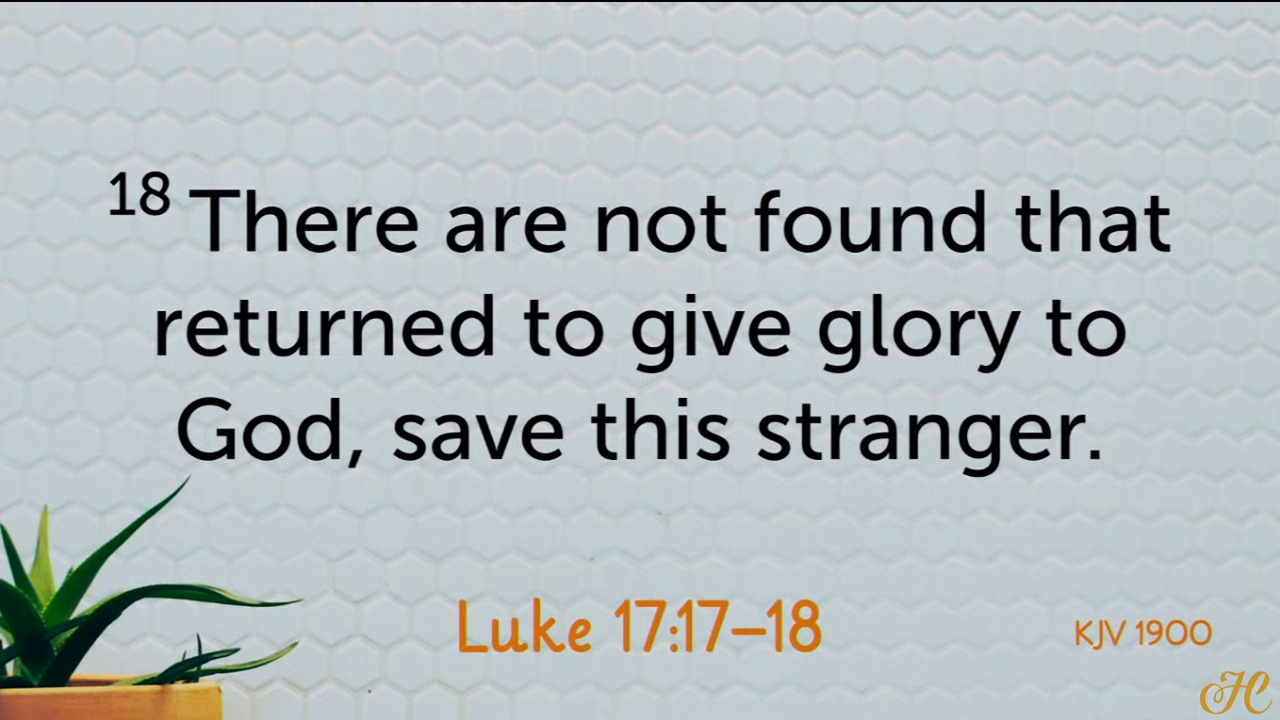 18 There are not found that
returned to give glory to
God, save this stranger.
Luke 17:17–18
KJV 1900
HC